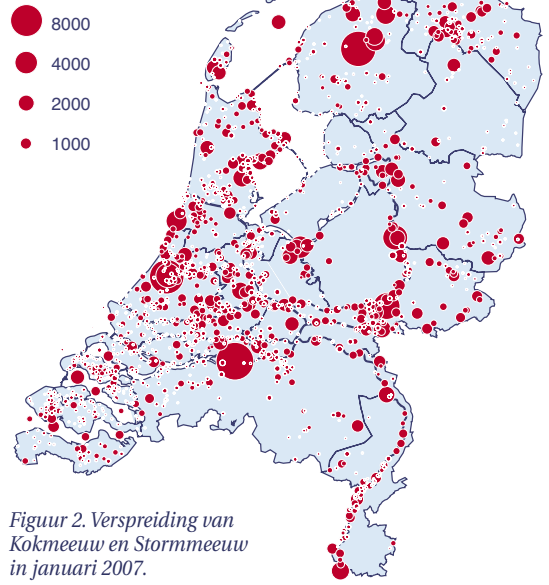 8000
4000
2000
1000
Figuur 2. Verspreiding van
Kokmeeuw en Stormmeeuw
in januari 2007.